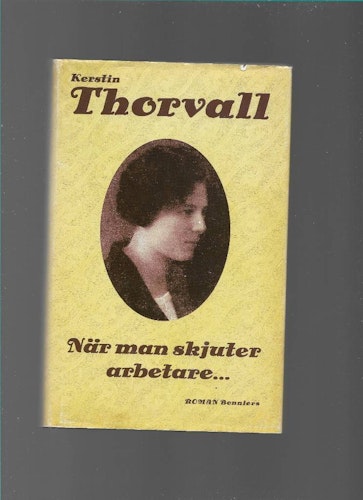 Kerstin
Thorvall
När man skjuter
arbetare...
ROMAN Bonniers